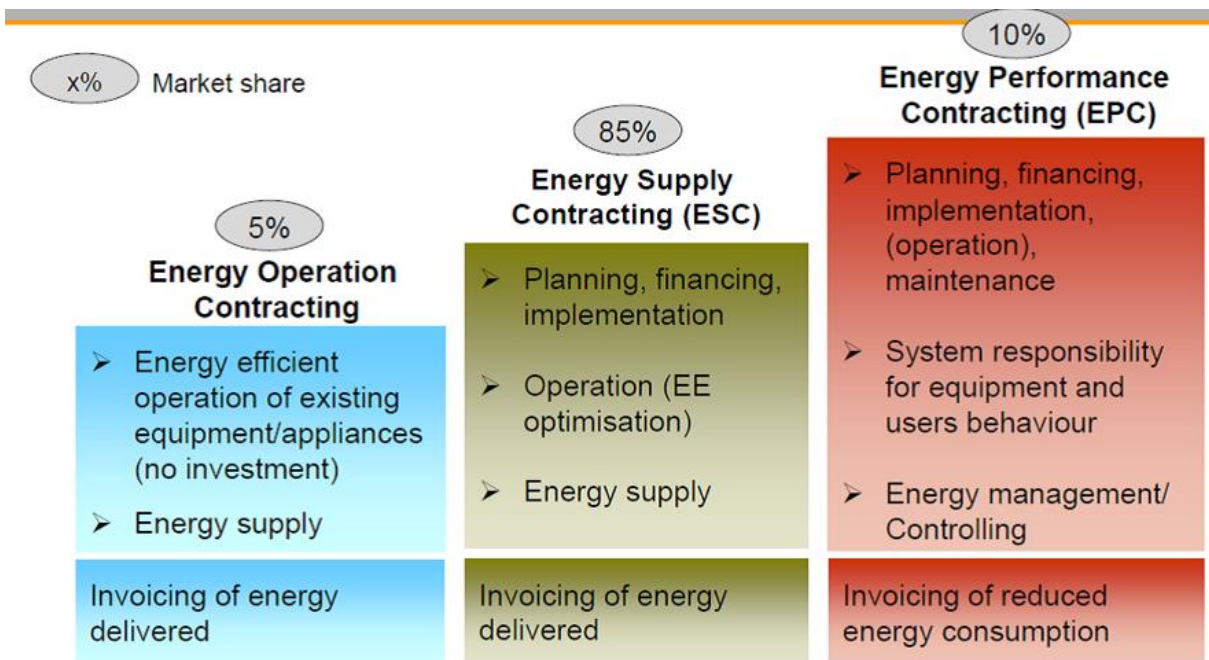 x% Market share
5%
Energy Operation
Contracting
➢ Energy efficient
operation of existing
equipment/appliances
(no investment)
➢ Energy supply
Invoicing of energy
delivered
85%
Energy Supply
Contracting (ESC)
➢ Planning, financing,
implementation
➢ Operation (EE
optimisation)
➢ Energy supply
Invoicing of energy
delivered
10%
Energy Performance
Contracting (EPC)
➢ Planning, financing,
implementation,
(operation),
maintenance
➢ System responsibility
for equipment and
users behaviour
➢ Energy management/
Controlling
Invoicing of reduced
energy consumption